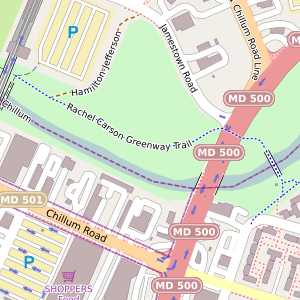 Chillum Road Line
P
Hamilton-Jefferson
Jamestown Road
M
MD 500
Chillum
Rachel Carson Greenway Trail
MD 500
MD 501
Chillum Road
MD 500
P
SHOPPERS
Food
MD 500